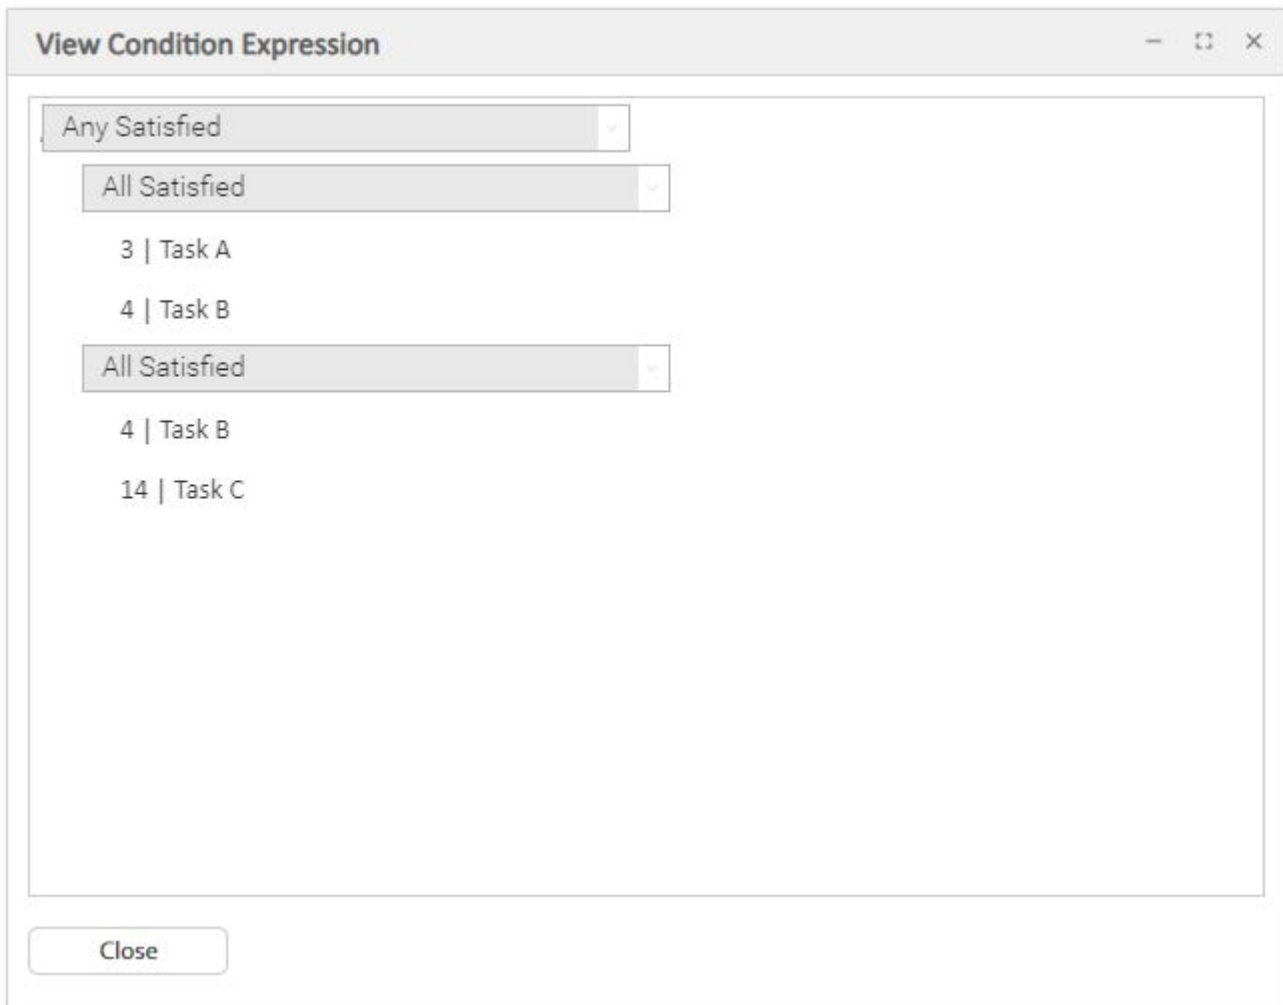 View Condition Expression
Any Satisfied
All Satisfied
3 | Task A
4 | Task B
All Satisfied
4 | Task B
14 | Task C
Close